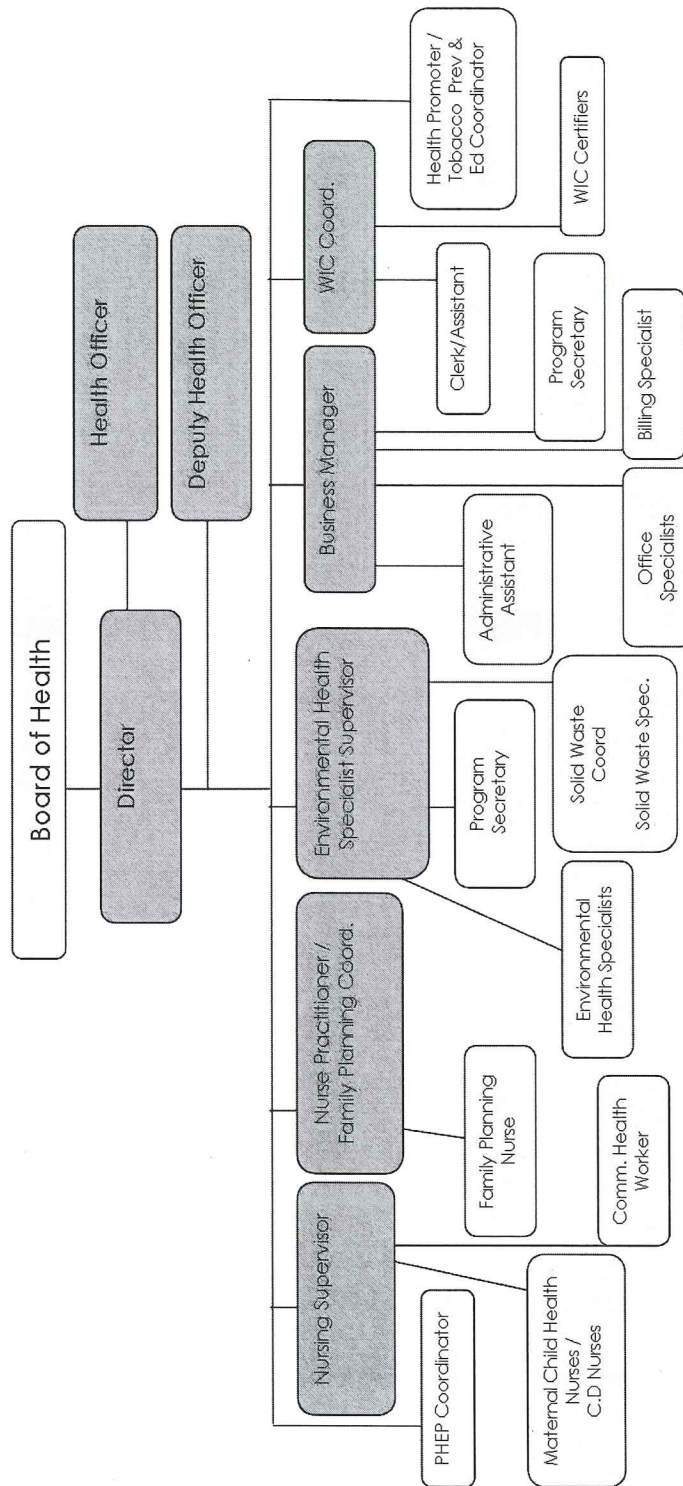 Board of Health
Director
Health Officer
Deputy Health Officer
Nursing Supervisor
Nurse Practitioner /
Family Planning Coord.
Environmental Health
Specialist Supervisor
Business Manager
WIC Coord.
PHEP Coordinator
Maternal Child Health
Nurses /
C.D Nurses
Comm. Health
Worker
Family Planning
Nurse
Environmental
Health Specialists
Program
Secretary
Solid Waste
Coord
Solid Waste Spec.
Administrative
Assistant
Office
Specialists
Billing Specialist
Program
Secretary
Clerk/Assistant
WIC Certifiers
Health Promoter /
Tobacco Prev &
Ed Coordinator